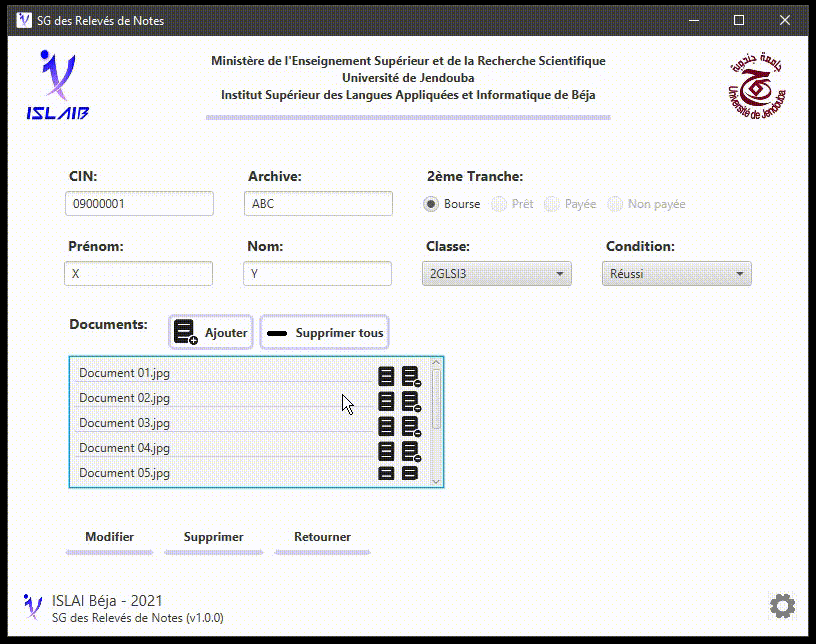 SG des Relevés de Notes
Ministère de l'Enseignement Supérieur et de la Recherche Scientifique
Université de Jendouba
Institut Supérieur des Langues Appliquées et Informatique de Béja
ISLAIB
جامعة جندوبة
Université de Jendouba
CIN:
Archive:
2ème Tranche:
09000001
ABC
Bourse
Prêt
Payée
Non payée
Prénom:
Nom:
Classe:
Condition:
X
Y
2GLSI3
Réussi
Documents:
Ajouter
Supprimer tous
Document 01.jpg
Document 02.jpg
Document 03.jpg
Document 04.jpg
Document 05.jpg
Modifier
Supprimer
Retourner
ISLAI Béja - 2021
SG des Relevés de Notes (v1.0.0)